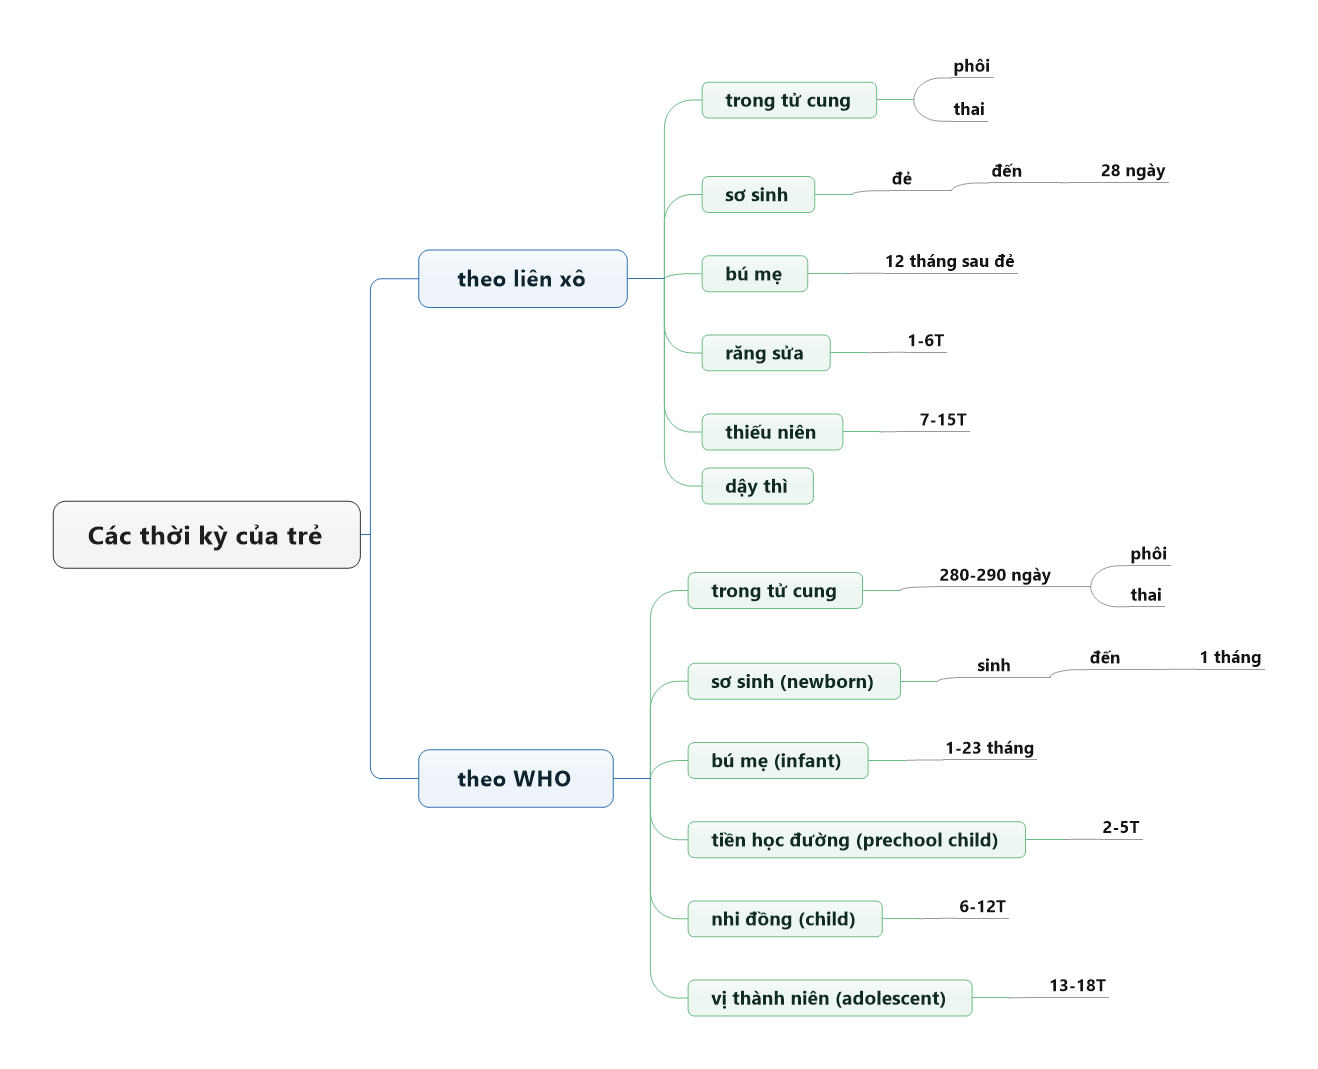 Các thời kỳ của trẻ
theo liên xô
trong tử cung
phôi
thai
sơ sinh
đẻ
đến
28 ngày
bú mẹ
12 tháng sau đẻ
răng sửa
1-6T
thiếu niên
7-15T
dậy thì
theo WHO
trong tử cung
280-290 ngày
phôi
thai
sơ sinh (newborn)
sinh
đến
1 tháng
bú mẹ (infant)
1-23 tháng
tiền học đường (prechool child)
2-5T
nhi đồng (child)
6-12T
vị thành niên (adolescent)
13-18T